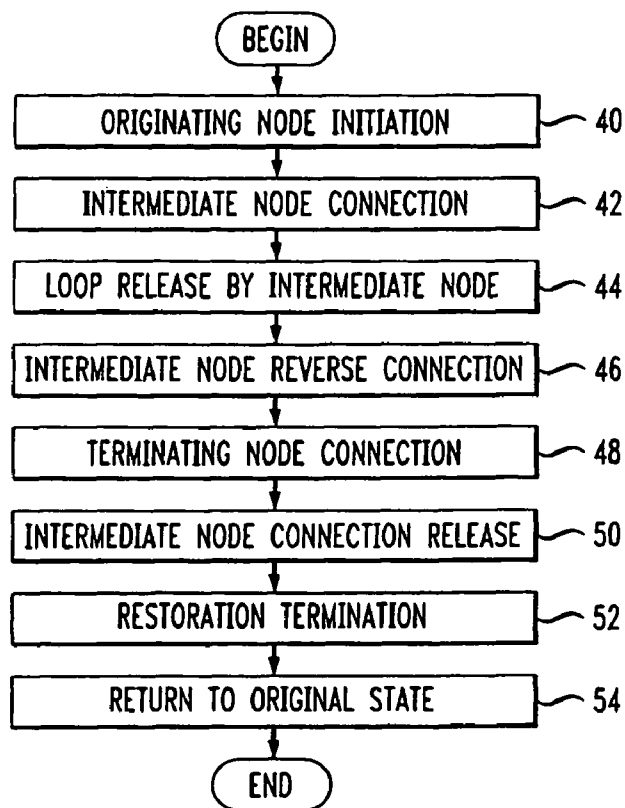 BEGIN
ORIGINATING NODE INITIATION 40
INTERMEDIATE NODE CONNECTION 42
LOOP RELEASE BY INTERMEDIATE NODE 44
INTERMEDIATE NODE REVERSE CONNECTION 46
TERMINATING NODE CONNECTION 48
INTERMEDIATE NODE CONNECTION RELEASE 50
RESTORATION TERMINATION 52
RETURN TO ORIGINAL STATE 54
END